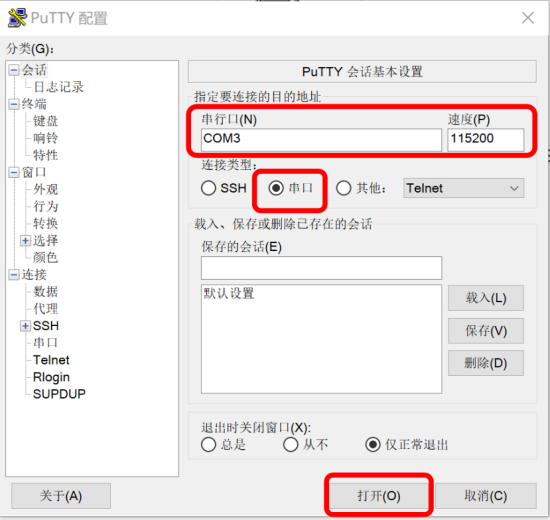 PuTTY 配置
分类(G):
会话
日志记录
终端
键盘
响铃
特性
窗口
外观
行为
转换
选择
颜色
连接
数据
代理
SSH
串口
Telnet
Rlogin
SUPDUP
PuTTY 会话基本设置
指定要连接的目的地址
串行口(N) 速度(P)
COM3 115200
连接类型:
SSH 串口 其他: Telnet
载入、保存或删除已存在的会话
保存的会话(E)
默认设置
载入(L)
保存(V)
删除(D)
退出时关闭窗口(X):
总是 从不 仅正常退出
关于(A) 打开(O) 取消(C)